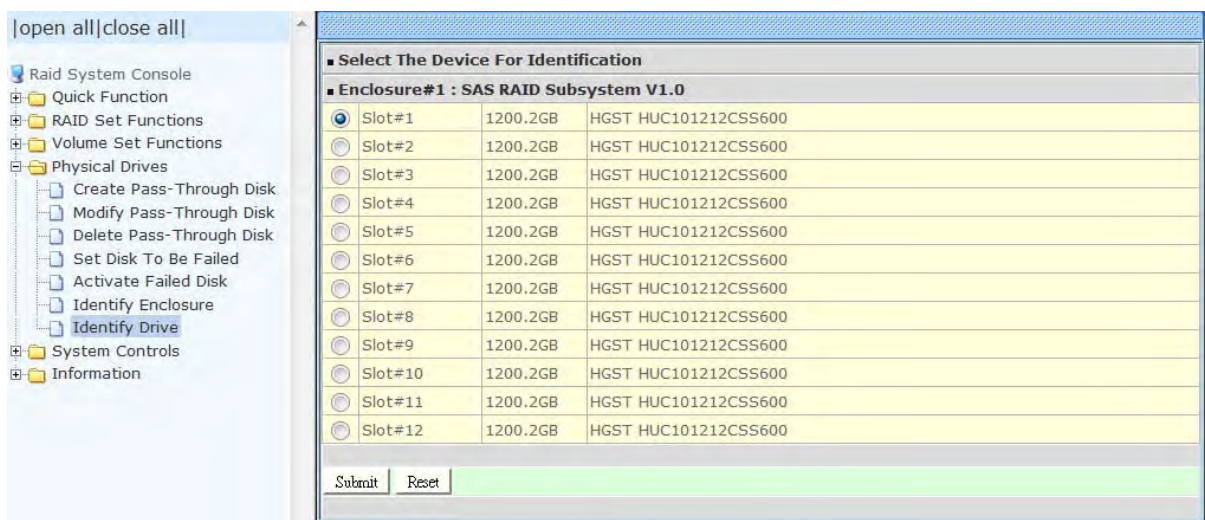 |open all|close all|
Raid System Console
Quick Function
RAID Set Functions
Volume Set Functions
Physical Drives
Create Pass-Through Disk
Modify Pass-Through Disk
Delete Pass-Through Disk
Set Disk To Be Failed
Activate Failed Disk
Identify Enclosure
Identify Drive
System Controls
Information
Select The Device For Identification
Enclosure#1 : SAS RAID Subsystem V1.0
Slot#1 1200.2GB HGST HUC101212CSS600
Slot#2 1200.2GB HGST HUC101212CSS600
Slot#3 1200.2GB HGST HUC101212CSS600
Slot#4 1200.2GB HGST HUC101212CSS600
Slot#5 1200.2GB HGST HUC101212CSS600
Slot#6 1200.2GB HGST HUC101212CSS600
Slot#7 1200.2GB HGST HUC101212CSS600
Slot#8 1200.2GB HGST HUC101212CSS600
Slot#9 1200.2GB HGST HUC101212CSS600
Slot#10 1200.2GB HGST HUC101212CSS600
Slot#11 1200.2GB HGST HUC101212CSS600
Slot#12 1200.2GB HGST HUC101212CSS600
Submit Reset